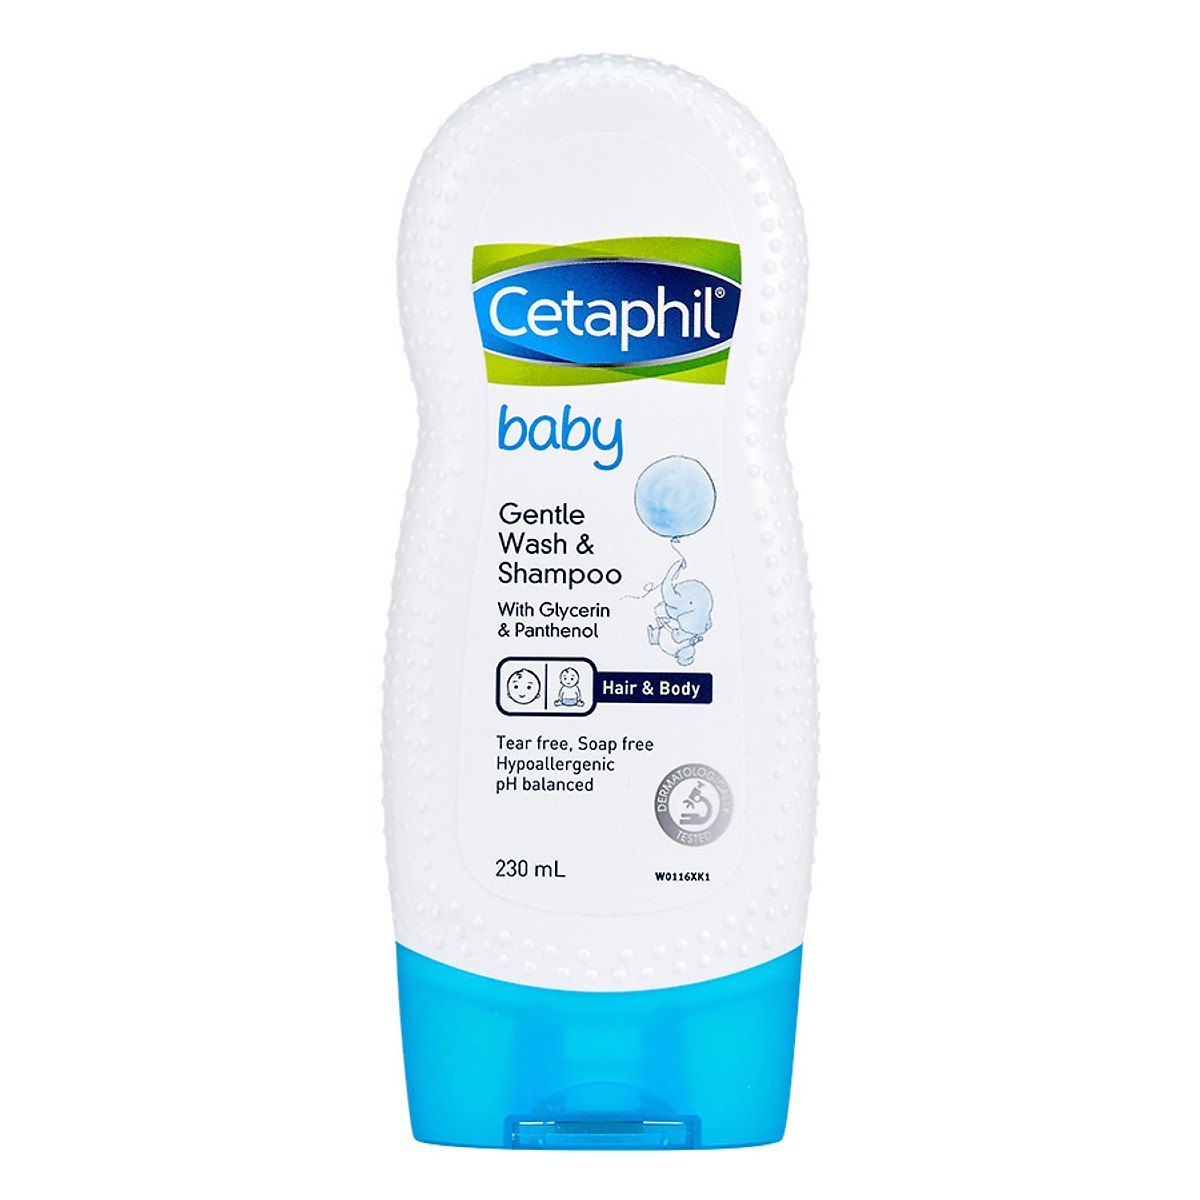 Cetaphil®
baby
Gentle
Wash &
Shampoo
With Glycerin
& Panthenol
Hair & Body
Tear free, Soap free
Hypoallergenic
pH balanced
DERMATOLOGICALLY
TESTED
230 mL
W0116XK1